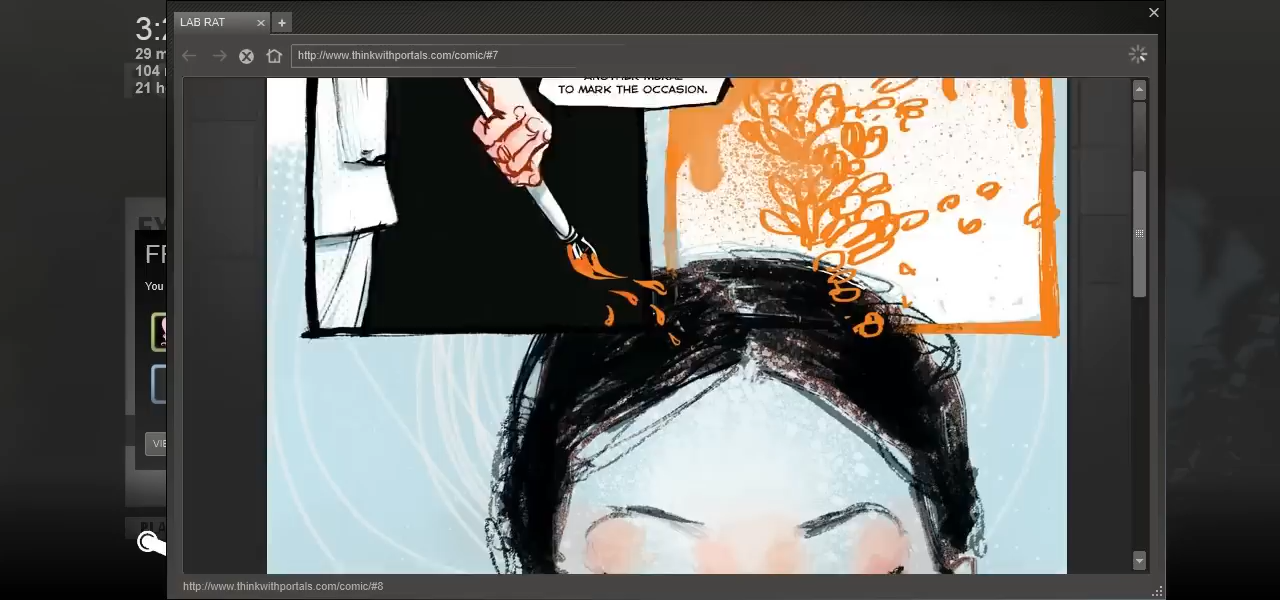 LAB RAT
http://www.thinkwithportals.com/comic/#7
TO MARK THE OCCASION.
3:2
29 m
104
21 h
You
http://www.thinkwithportals.com/comic/#8